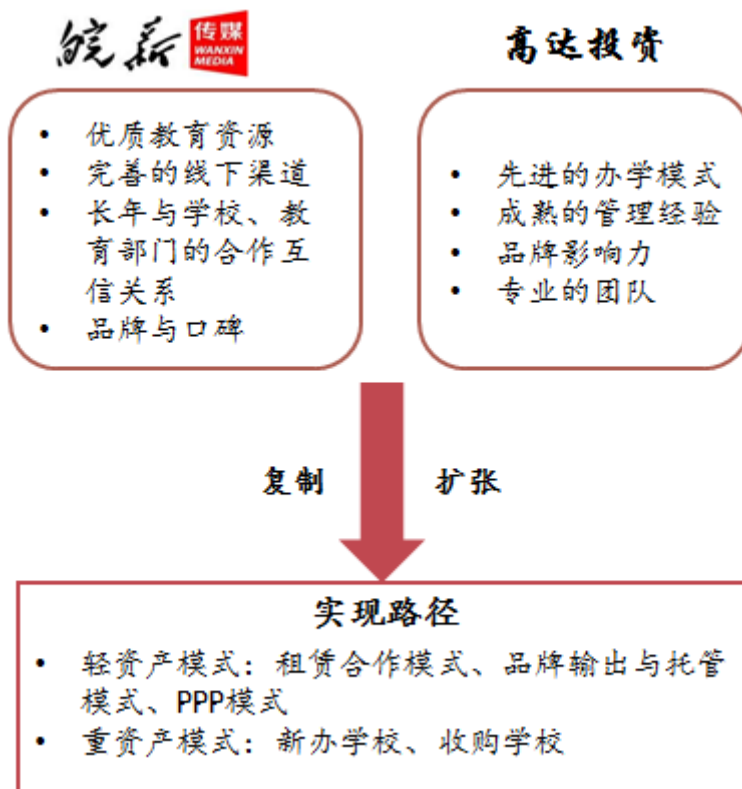 皖新 传媒
WANXIN
MEDIA
高达投资
• 优质教育资源
• 完善的线下渠道
• 长年与学校、教
育部门的合作互
信关系
• 品牌与口碑
• 先进的办学模式
• 成熟的管理经验
• 品牌影响力
• 专业的团队
复制 扩张
实现路径
• 轻资产模式：租赁合作模式、品牌输出与托管
模式、PPP模式
• 重资产模式：新办学校、收购学校